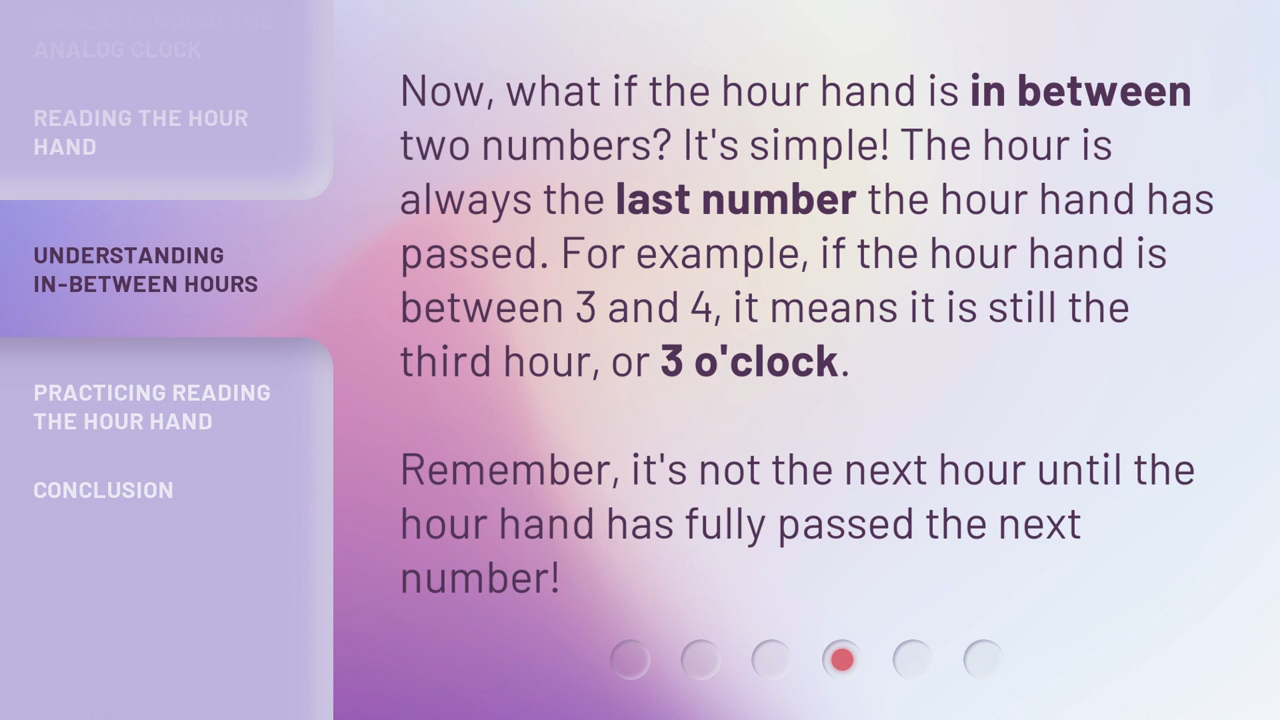 ANALOG CLOCK
READING THE HOUR
HAND
UNDERSTANDING
IN-BETWEEN HOURS
PRACTICING READING
THE HOUR HAND
CONCLUSION
Now, what if the hour hand is in between
two numbers? It's simple! The hour is
always the last number the hour hand has
passed. For example, if the hour hand is
between 3 and 4, it means it is still the
third hour, or 3 o'clock.
Remember, it's not the next hour until the
hour hand has fully passed the next
number!